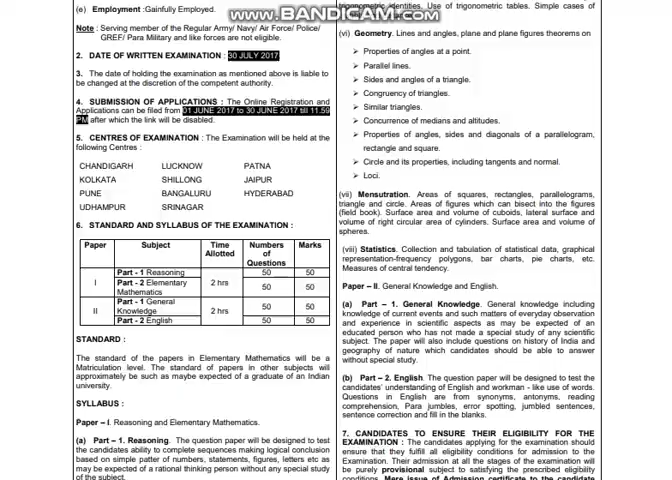 WWW.BANDICAM.COM
(e) Employment :Gainfully Employed.
Note : Serving member of the Regular Army/ Navy/ Air Force/ Police/
GREF/ Para Military and like forces are not eligible.
2. DATE OF WRITTEN EXAMINATION : 30 JULY 2017
3. The date of holding the examination as mentioned above is liable to
be changed at the discretion of the competent authority.
4. SUBMISSION OF APPLICATIONS : The Online Registration and
Applications can be filed from 01 JUNE 2017 to 30 JUNE 2017 till 11.59
PM after which the link will be disabled.
5. CENTRES OF EXAMINATION : The Examination will be held at the
following Centres :
CHANDIGARH LUCKNOW PATNA
KOLKATA SHILLONG JAIPUR
PUNE BANGALURU HYDERABAD
UDHAMPUR SRINAGAR
6. STANDARD AND SYLLABUS OF THE EXAMINATION :
Paper Subject Time Allotted Numbers of Questions Marks
I Part - 1 Reasoning 2 hrs 50 50
Part - 2 Elementary Mathematics 50 50
II Part - 1 General Knowledge 2 hrs 50 50
Part - 2 English 50 50
STANDARD :
The standard of the papers in Elementary Mathematics will be a
Matriculation level. The standard of papers in other subjects will
approximately be such as maybe expected of a graduate of an Indian
university.
SYLLABUS :
Paper – I. Reasoning and Elementary Mathematics.
(a) Part – 1. Reasoning. The question paper will be designed to test
the candidates ability to complete sequences making logical conclusion
based on simple patter of numbers, statements, figures, letters etc as
may be expected of a rational thinking person without any special study
of the subject.
trigonometric identities. Use of trigonometric tables. Simple cases of
(vi) Geometry. Lines and angles, plane and plane figures theorems on
➢ Properties of angles at a point.
➢ Parallel lines.
➢ Sides and angles of a triangle.
➢ Congruency of triangles.
➢ Similar triangles.
➢ Concurrence of medians and altitudes.
➢ Properties of angles, sides and diagonals of a parallelogram,
rectangle and square.
➢ Circle and its properties, including tangents and normal.
➢ Loci.
(vii) Mensutration. Areas of squares, rectangles, parallelograms,
triangle and circle. Areas of figures which can bisect into the figures
(field book). Surface area and volume of cuboids, lateral surface and
volume of right circular area of cylinders. Surface area and volume of
spheres.
(viii) Statistics. Collection and tabulation of statistical data, graphical
representation-frequency polygons, bar charts, pie charts, etc.
Measures of central tendency.
Paper – II. General Knowledge and English.
(a) Part – 1. General Knowledge. General knowledge including
knowledge of current events and such matters of everyday observation
and experience in scientific aspects as may be expected of an
educated person who has not made a special study of any scientific
subject. The paper will also include questions on history of India and
geography of nature which candidates should be able to answer
without special study.
(b) Part – 2. English. The question paper will be designed to test the
candidates' understanding of English and workman - like use of words.
Questions in English are from synonyms, antonyms, reading
comprehension, Para jumbles, error spotting, jumbled sentences,
sentence correction and fill in the blanks.
7. CANDIDATES TO ENSURE THEIR ELIGIBILITY FOR THE
EXAMINATION : The candidates applying for the examination should
ensure that they fulfill all eligibility conditions for admission to the
Examination. Their admission at all the stages of the examination will
be purely provisional subject to satisfying the prescribed eligibility
conditions. Mere issue of Admission certificate to the candidate